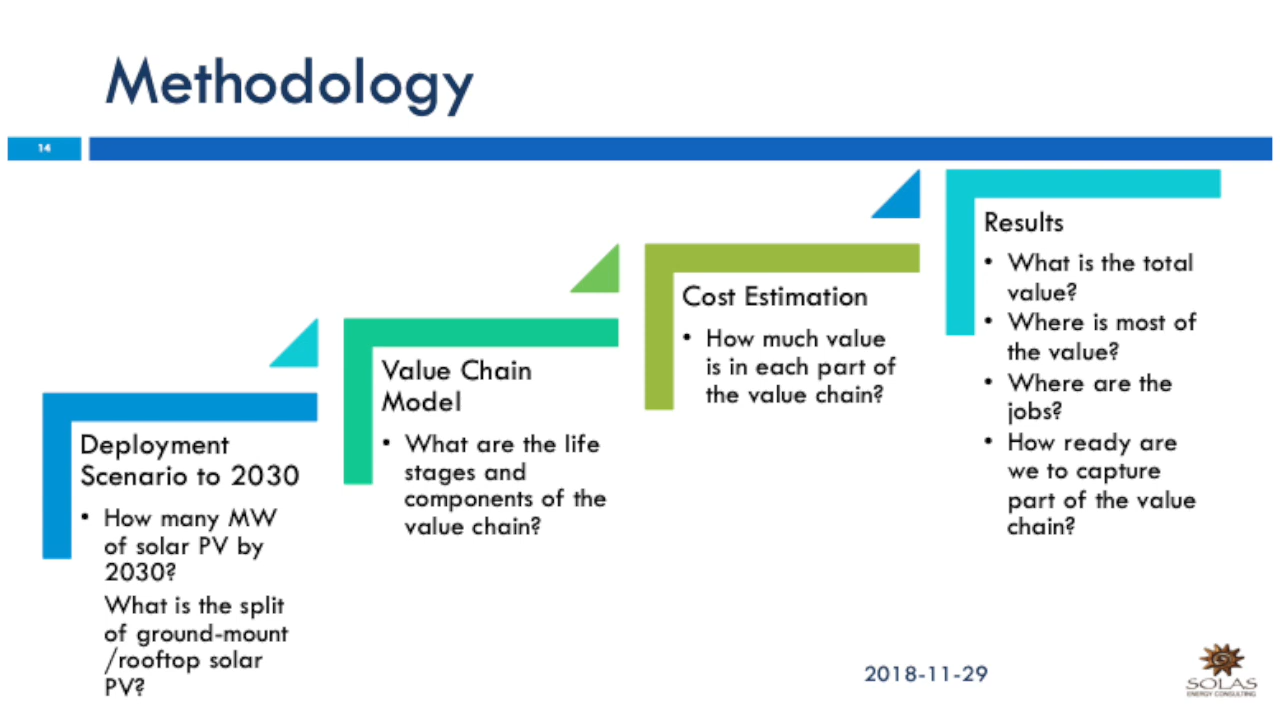 Methodology
14
Deployment
Scenario to 2030
• How many MW
of solar PV by
2030?
What is the split
of ground-mount
/rooftop solar
PV?
Value Chain
Model
• What are the life
stages and
components of the
value chain?
Cost Estimation
• How much value
is in each part of
the value chain?
Results
• What is the total
value?
• Where is most of
the value?
• Where are the
jobs?
• How ready are
we to capture
part of the value
chain?
2018-11-29
SOLAS
ENERGY CONSULTING